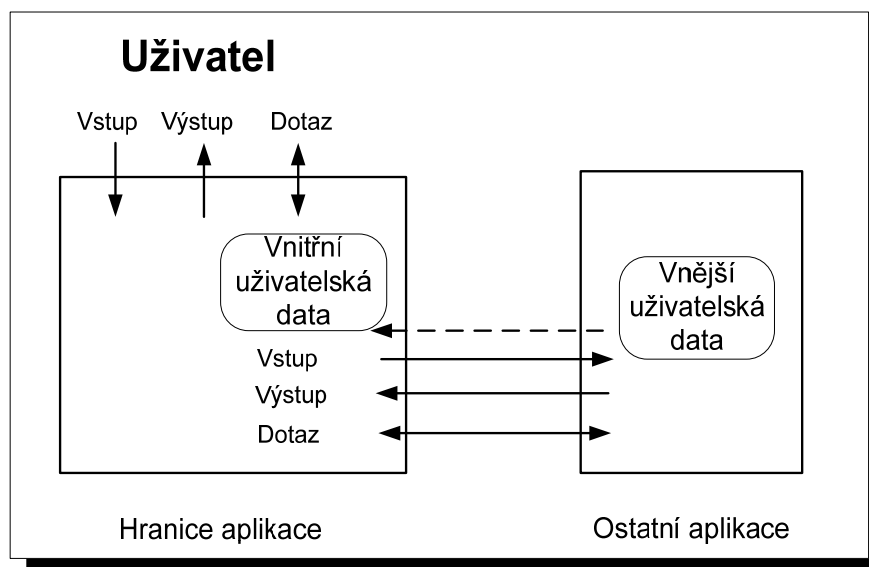 Uživatel
Vstup Výstup Dotaz
Vnitřní
uživatelská
data
Vnější
uživatelská
data
Vstup
Výstup
Dotaz
Hranice aplikace
Ostatní aplikace